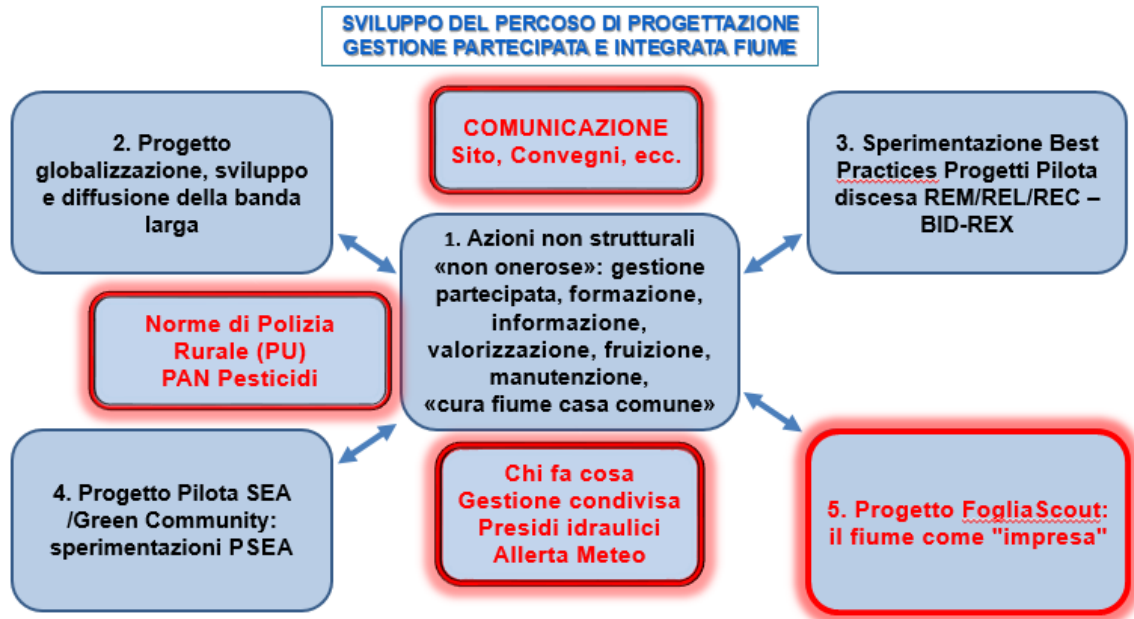 SVILUPPO DEL PERCOSO DI PROGETTAZIONE
GESTIONE PARTECIPATA E INTEGRATA FIUME
COMUNICAZIONE
Sito, Convegni, ecc.
2. Progetto
globalizzazione, sviluppo
e diffusione della banda
larga
3. Sperimentazione Best
Practices Progetti Pilota
discesa REM/REL/REC –
BID-REX
1. Azioni non strutturali
«non onerose»: gestione
partecipata, formazione,
informazione,
valorizzazione, fruizione,
manutenzione,
«cura fiume casa comune»
Norme di Polizia
Rurale (PU)
PAN Pesticidi
4. Progetto Pilota SEA
/Green Community:
sperimentazioni PSEA
Chi fa cosa
Gestione condivisa
Presidi idraulici
Allerta Meteo
5. Progetto FogliaScout:
il fiume come "impresa"